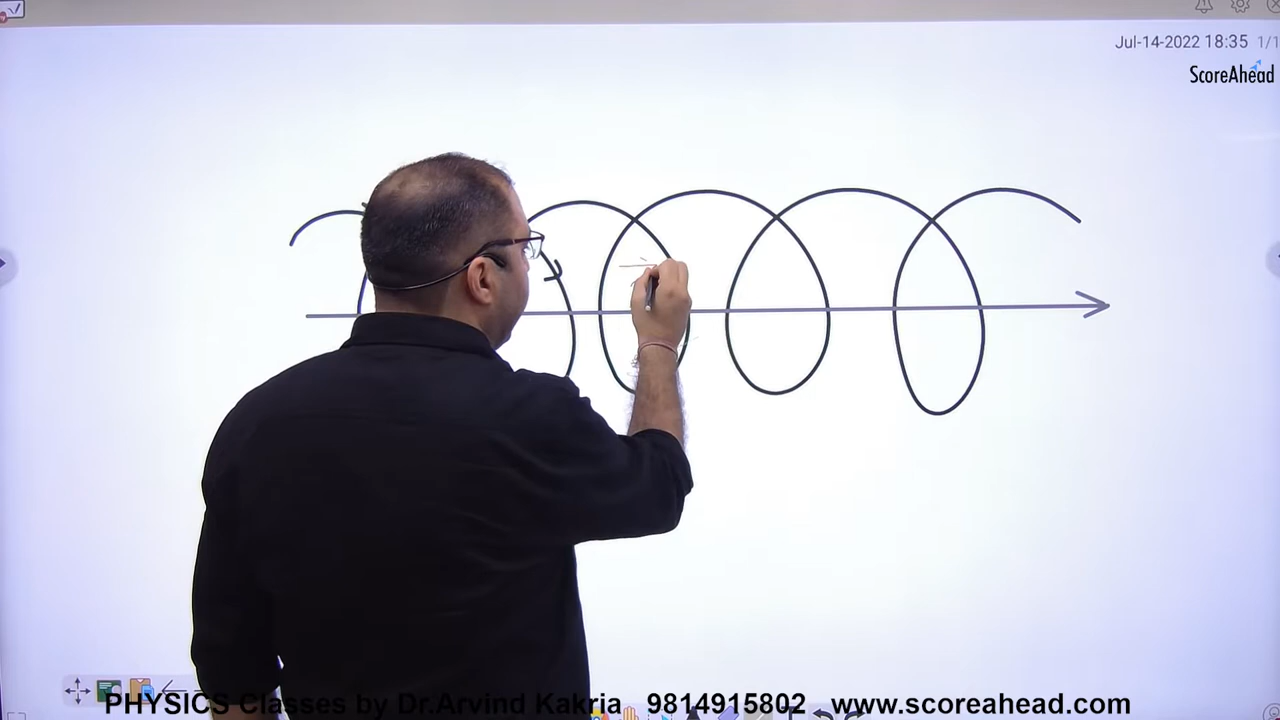 Jul-14-2022 18:35 1/1
ScoreAhead
PHYSICS Classes by Dr.Arvind Kakria 9814915802 www.scoreahead.com